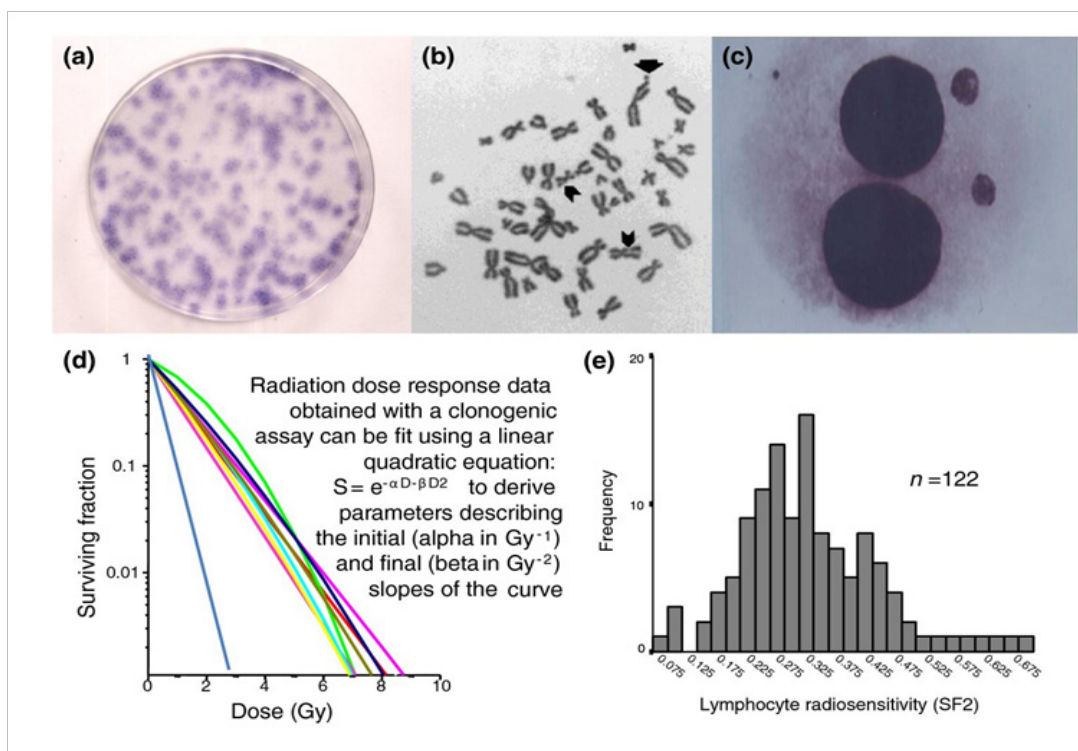 (a)
(b)
(c)
(d)
Radiation dose response data
obtained with a clonogenic
assay can be fit using a linear
quadratic equation:
S= e-αD-βD2 to derive
parameters describing
the initial (alpha in Gy-1)
and final (beta in Gy-2)
slopes of the curve
Surviving fraction
1
0.1
0.01
0
2
4
6
8
10
Dose (Gy)
(e)
n =122
Frequency
20
10
0
0.075
0.125
0.175
0.225
0.275
0.325
0.375
0.425
0.475
0.525
0.575
0.625
0.675
Lymphocyte radiosensitivity (SF2)